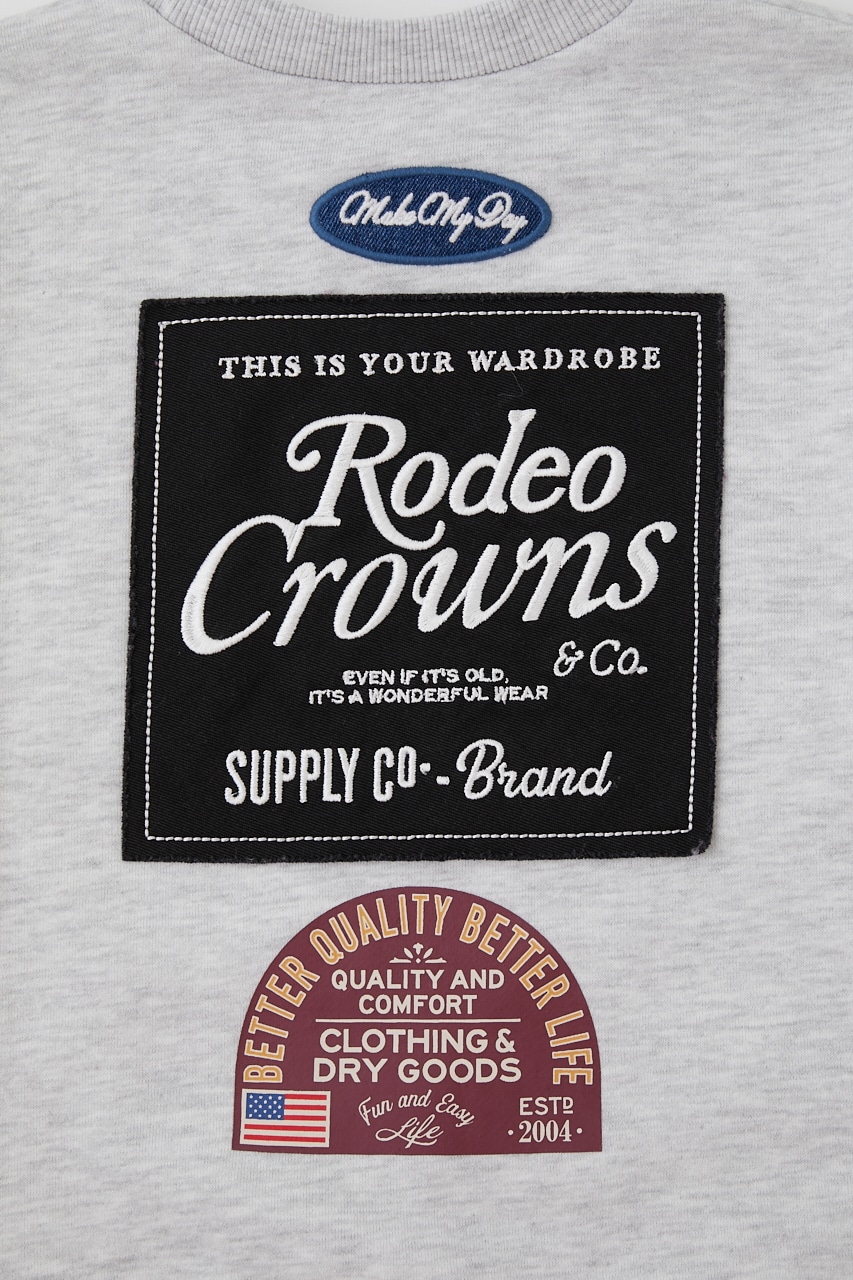 Make My Day
THIS IS YOUR WARDROBE
Rodeo
Crowns
& Co.
EVEN IF IT'S OLD,
IT'S A WONDERFUL WEAR
SUPPLY CO.-Brand
BETTER QUALITY BETTER LIFE
QUALITY AND
COMFORT
CLOTHING &
DRY GOODS
Fun and Easy
Life
ESTD
·2004·